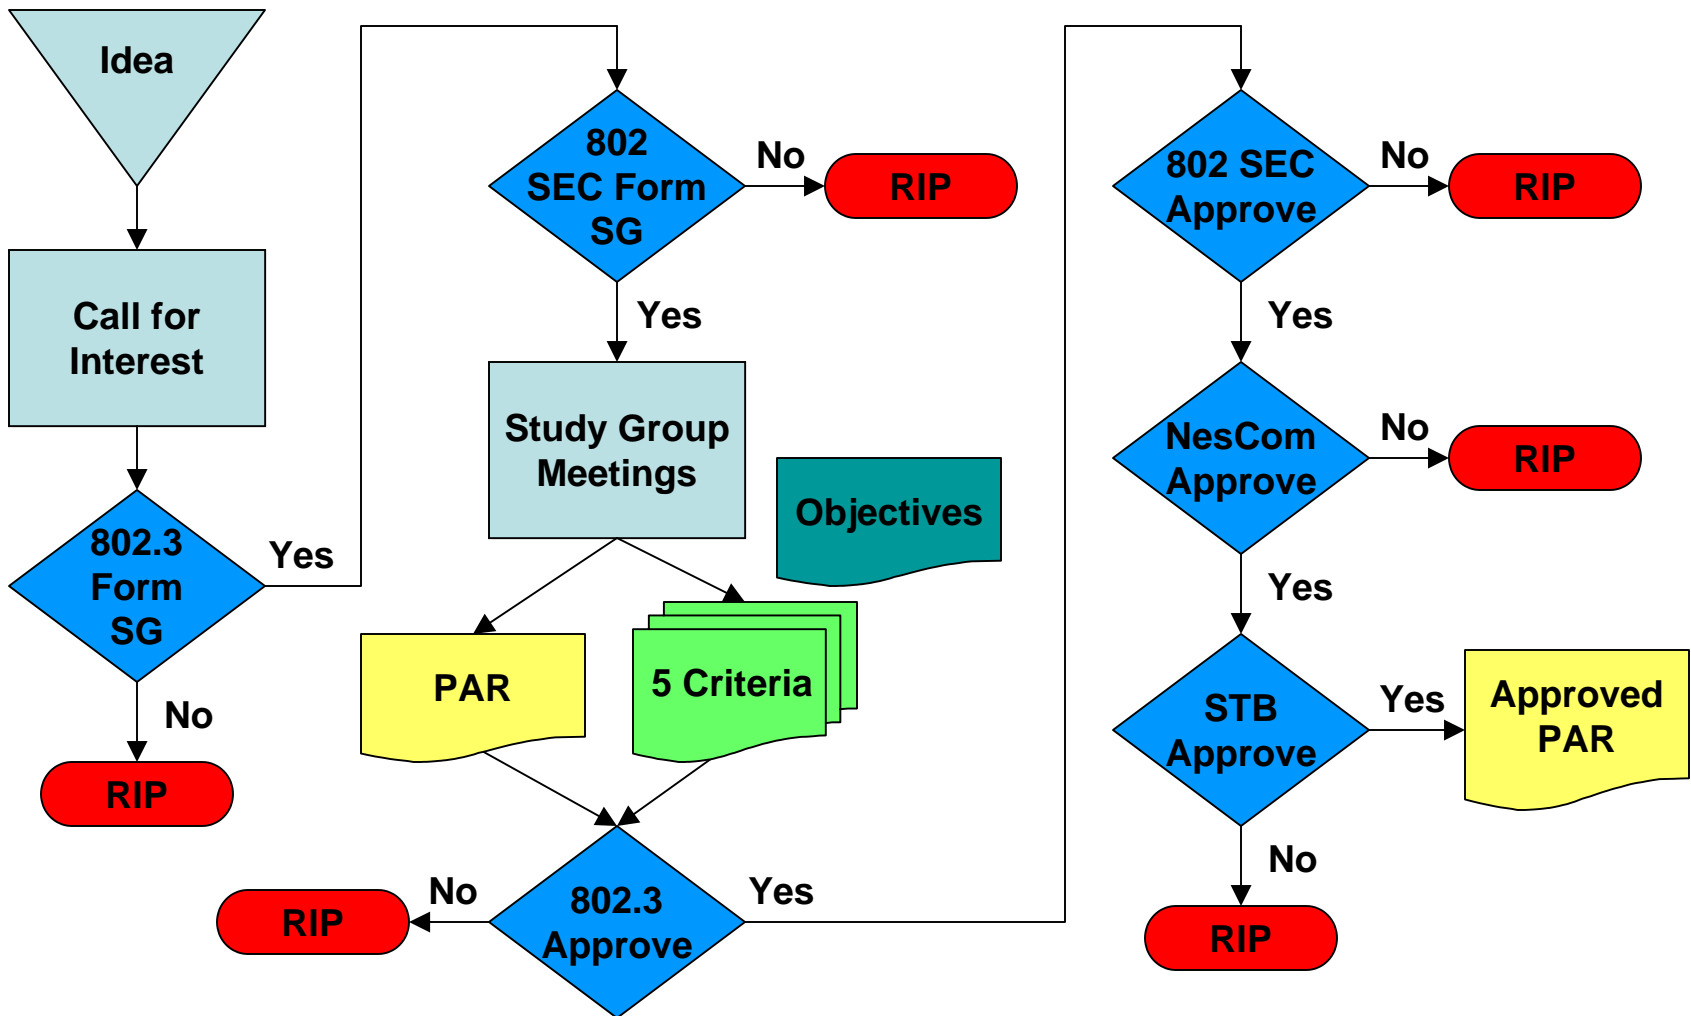 Idea
Call for
Interest
802.3
Form
SG
Yes
No
RIP
802
SEC Form
SG
No
RIP
Yes
Study Group
Meetings
Objectives
PAR
5 Criteria
802.3
Approve
No
RIP
Yes
802 SEC
Approve
No
RIP
Yes
NesCom
Approve
No
RIP
Yes
STB
Approve
Yes
Approved
PAR
No
RIP